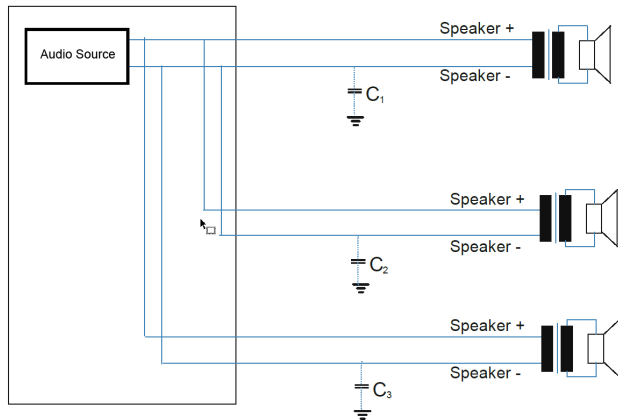 Speaker +
Audio Source
Speaker -
C1
Speaker +
Speaker -
C2
Speaker +
Speaker -
C3